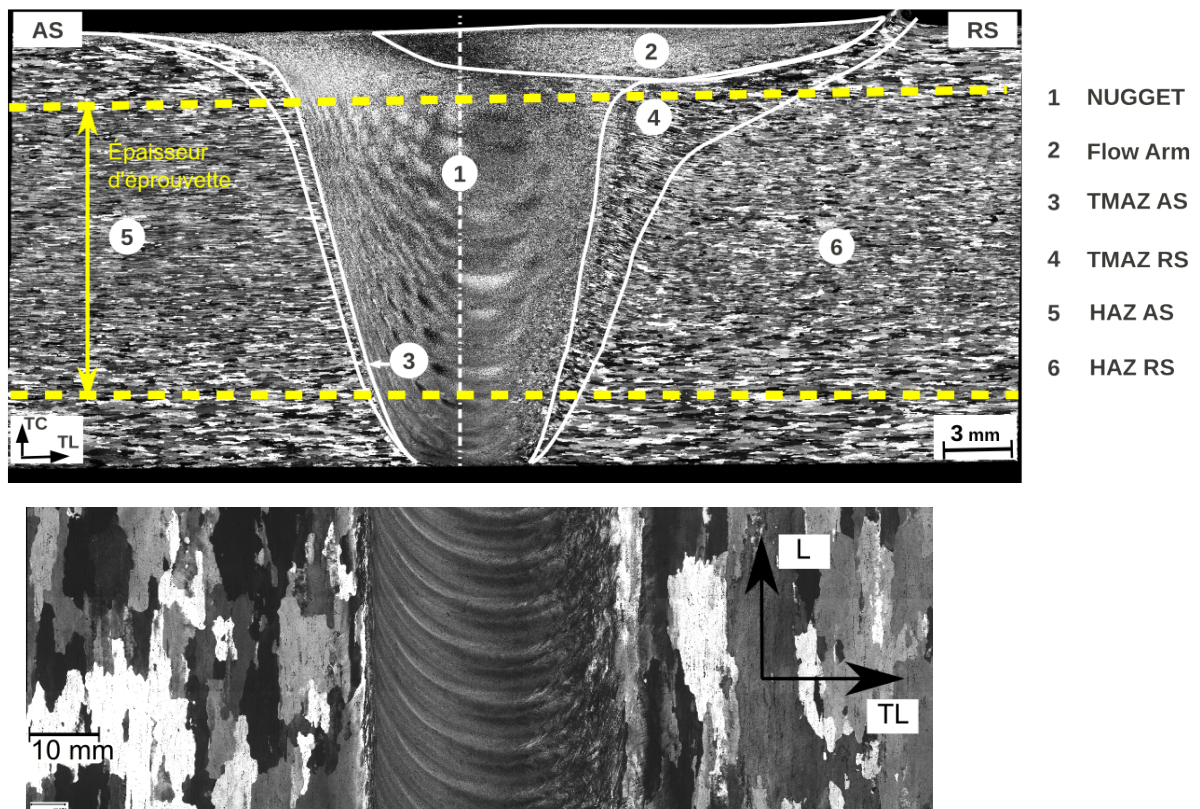 AS
RS
2
4
1
Épaisseur
d'éprouvette
5
6
3
TC
TL
3 mm
1 NUGGET
2 Flow Arm
3 TMAZ AS
4 TMAZ RS
5 HAZ AS
6 HAZ RS
L
TL
10 mm